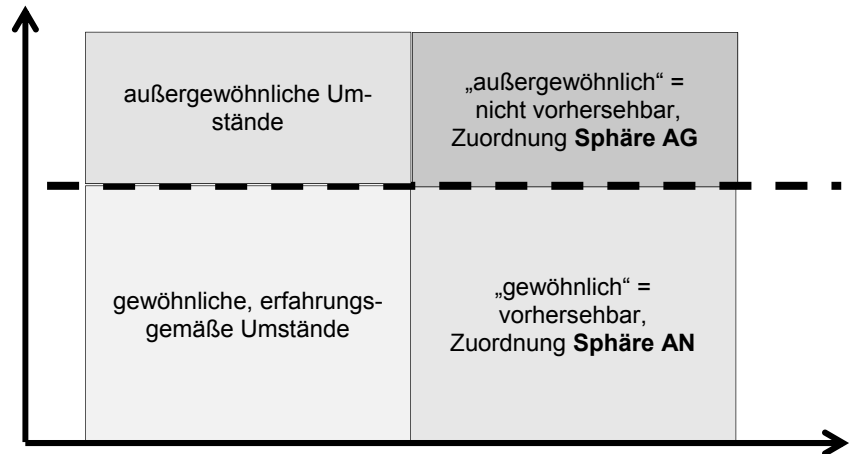 außergewöhnliche Um-
stände
„außergewöhnlich“ =
nicht vorhersehbar,
Zuordnung Sphäre AG
gewöhnliche, erfahrungs-
gemäße Umstände
„gewöhnlich“ =
vorhersehbar,
Zuordnung Sphäre AN